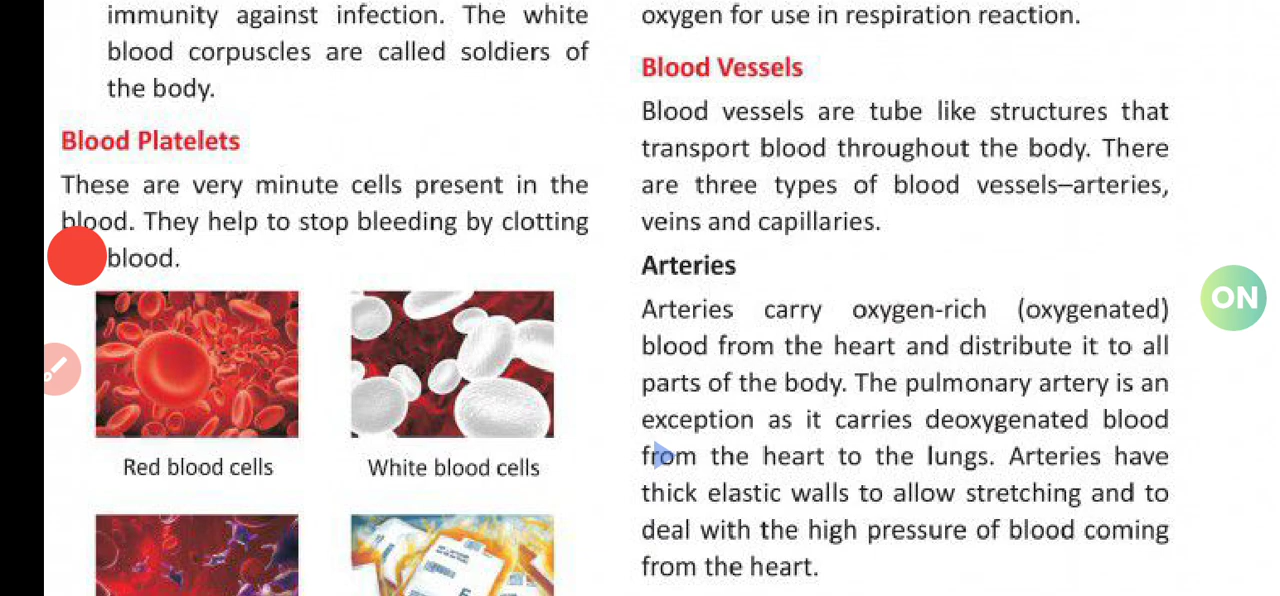 immunity against infection. The white
blood corpuscles are called soldiers of
the body.
Blood Platelets
These are very minute cells present in the
blood. They help to stop bleeding by clotting
blood.
Red blood cells
White blood cells
oxygen for use in respiration reaction.
Blood Vessels
Blood vessels are tube like structures that
transport blood throughout the body. There
are three types of blood vessels–arteries,
veins and capillaries.
Arteries
Arteries carry oxygen-rich (oxygenated)
blood from the heart and distribute it to all
parts of the body. The pulmonary artery is an
exception as it carries deoxygenated blood
from the heart to the lungs. Arteries have
thick elastic walls to allow stretching and to
deal with the high pressure of blood coming
from the heart.
ON